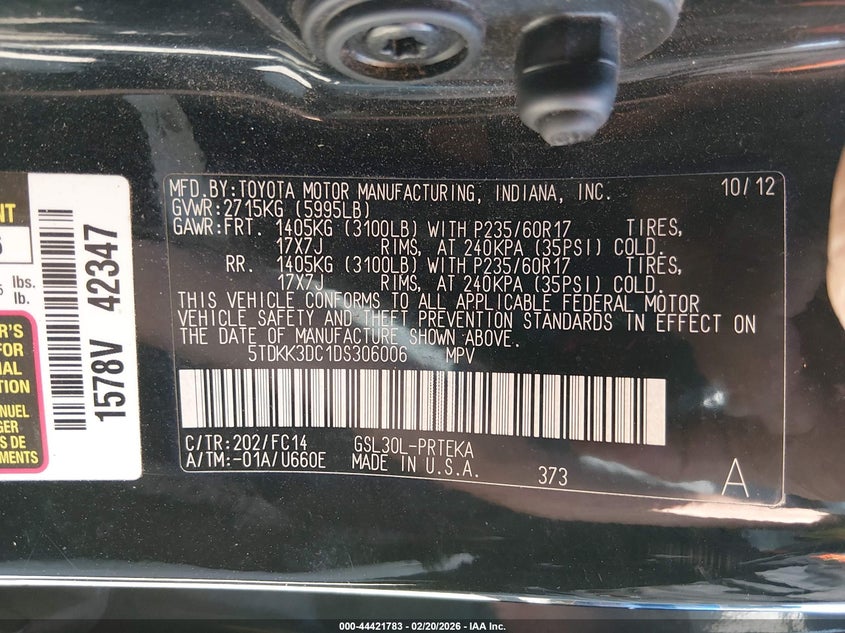 MFD.BY:TOYOTA MOTOR MANUFACTURING, INDIANA, INC. 10/12
GVWR:2715KG (5995LB)
GAWR:FRT. 1405KG (3100LB) WITH P235/60R17 TIRES,
17X7J RIMS, AT 240KPA (35PSI) COLD.
RR. 1405KG (3100LB) WITH P235/60R17 TIRES,
17X7J RIMS, AT 240KPA (35PSI) COLD.
THIS VEHICLE CONFORMS TO ALL APPLICABLE FEDERAL MOTOR
VEHICLE SAFETY AND THEFT PREVENTION STANDARDS IN EFFECT ON
THE DATE OF MANUFACTURE SHOWN ABOVE.
5TDKK3DC1DS306006 MPV
C/TR:202/FC14 GSL30L-PRTEKA
A/TM:-01A/U660E MADE IN U.S.A. 373 A
1578V 42347
lbs.
lb.
FOR
000-44421783 - 02/20/2026 - IAA Inc.